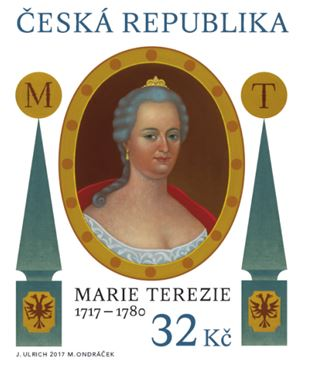 ČESKÁ REPUBLIKA
M T
MARIE TEREZIE
1717 – 1780
32 Kč
J. ULRICH 2017 M. ONDRÁČEK